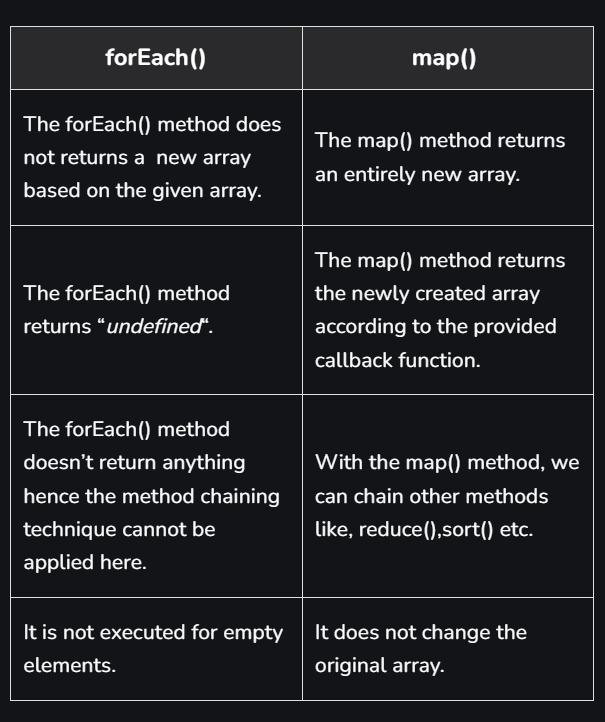 forEach()
map()
The forEach() method does
not returns a  new array
based on the given array.
The map() method returns
an entirely new array.
The forEach() method
returns “undefined“.
The map() method returns
the newly created array
according to the provided
callback function.
The forEach() method
doesn’t return anything
hence the method chaining
technique cannot be
applied here.
With the map() method, we
can chain other methods
like, reduce(),sort() etc.
It is not executed for empty
elements.
It does not change the
original array.